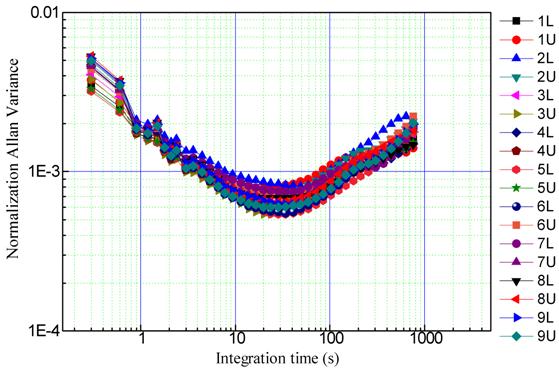 Normalization Allan Variance
0.01
1E-3
1E-4
1
10
100
1000
Integration time (s)
1L
1U
2L
2U
3L
3U
4L
4U
5L
5U
6L
6U
7L
7U
8L
8U
9L
9U